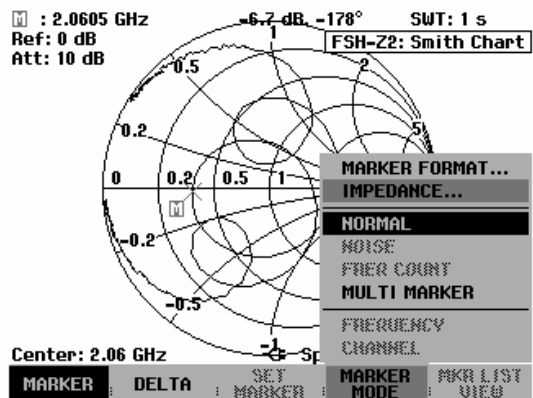 M : 2.0605 GHz -6.7 dB, -178° SWT: 1 s
Ref: 0 dB FSH-Z2: Smith Chart
Att: 10 dB
1
0.5 2
0.2 5
0 0.2 0.5 1
M
-0.2
-0.5
-1
MARKER FORMAT...
IMPEDANCE...
NORMAL
NOISE
FREQ COUNT
MULTI MARKER
FREQUENCY
CHANNEL
Center: 2.06 GHz Sp
MARKER DELTA SET MARKER MARKER MODE MKR LIST VIEW